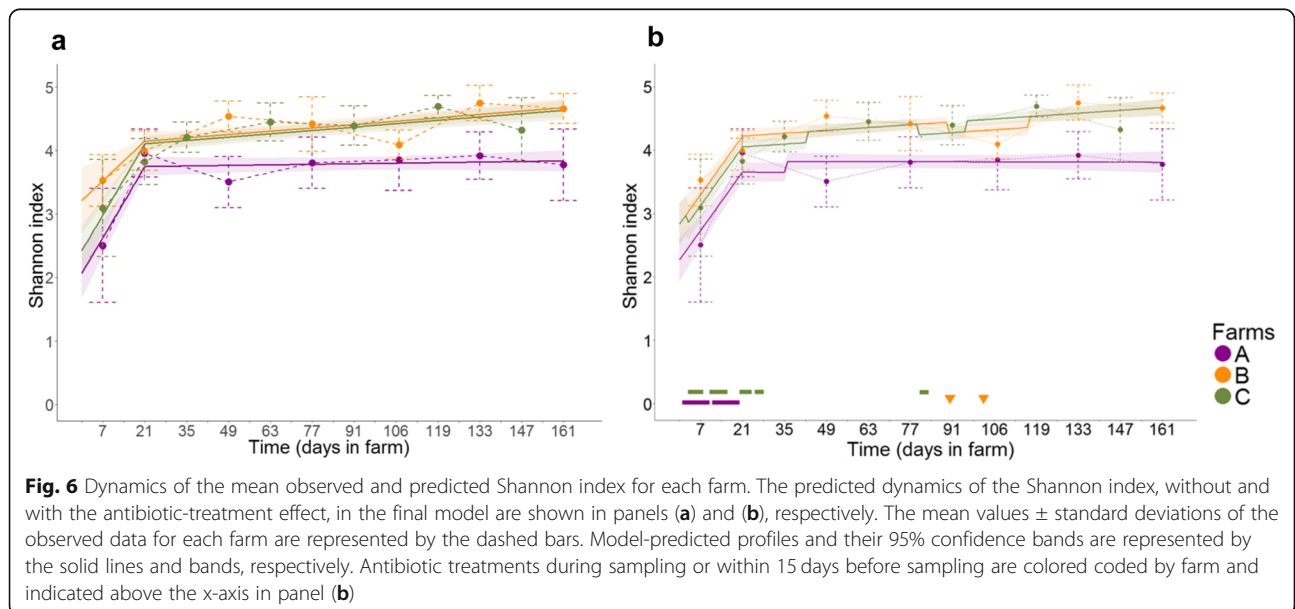 a
b
Shannon index
5
4
3
2
1
0
7 21 35 49 63 77 91 106 119 133 147 161
Time (days in farm)
Shannon index
5
4
3
2
1
0
7 21 35 49 63 77 91 106 119 133 147 161
Time (days in farm)
Farms
A
B
C
Fig. 6 Dynamics of the mean observed and predicted Shannon index for each farm. The predicted dynamics of the Shannon index, without and
with the antibiotic-treatment effect, in the final model are shown in panels (a) and (b), respectively. The mean values ± standard deviations of the
observed data for each farm are represented by the dashed bars. Model-predicted profiles and their 95% confidence bands are represented by
the solid lines and bands, respectively. Antibiotic treatments during sampling or within 15 days before sampling are colored coded by farm and
indicated above the x-axis in panel (b)